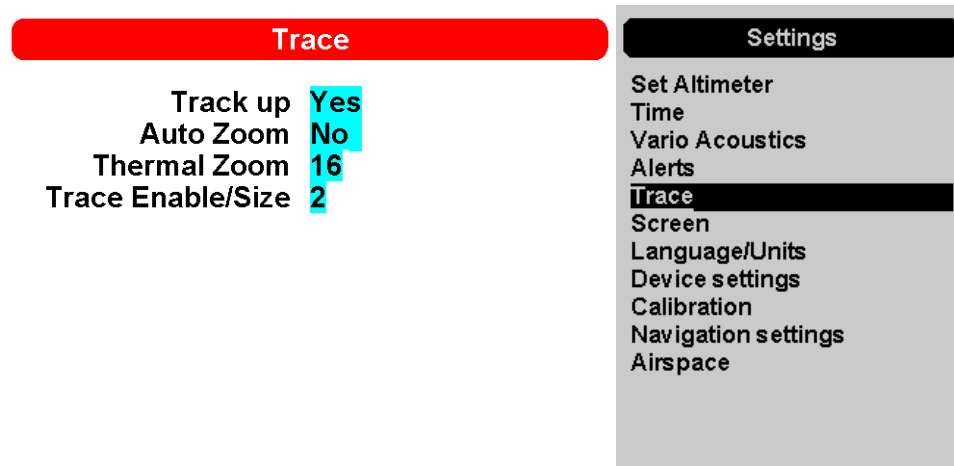 Trace
Track up Yes
Auto Zoom No
Thermal Zoom 16
Trace Enable/Size 2
Settings
Set Altimeter
Time
Vario Acoustics
Alerts
Trace
Screen
Language/Units
Device settings
Calibration
Navigation settings
Airspace